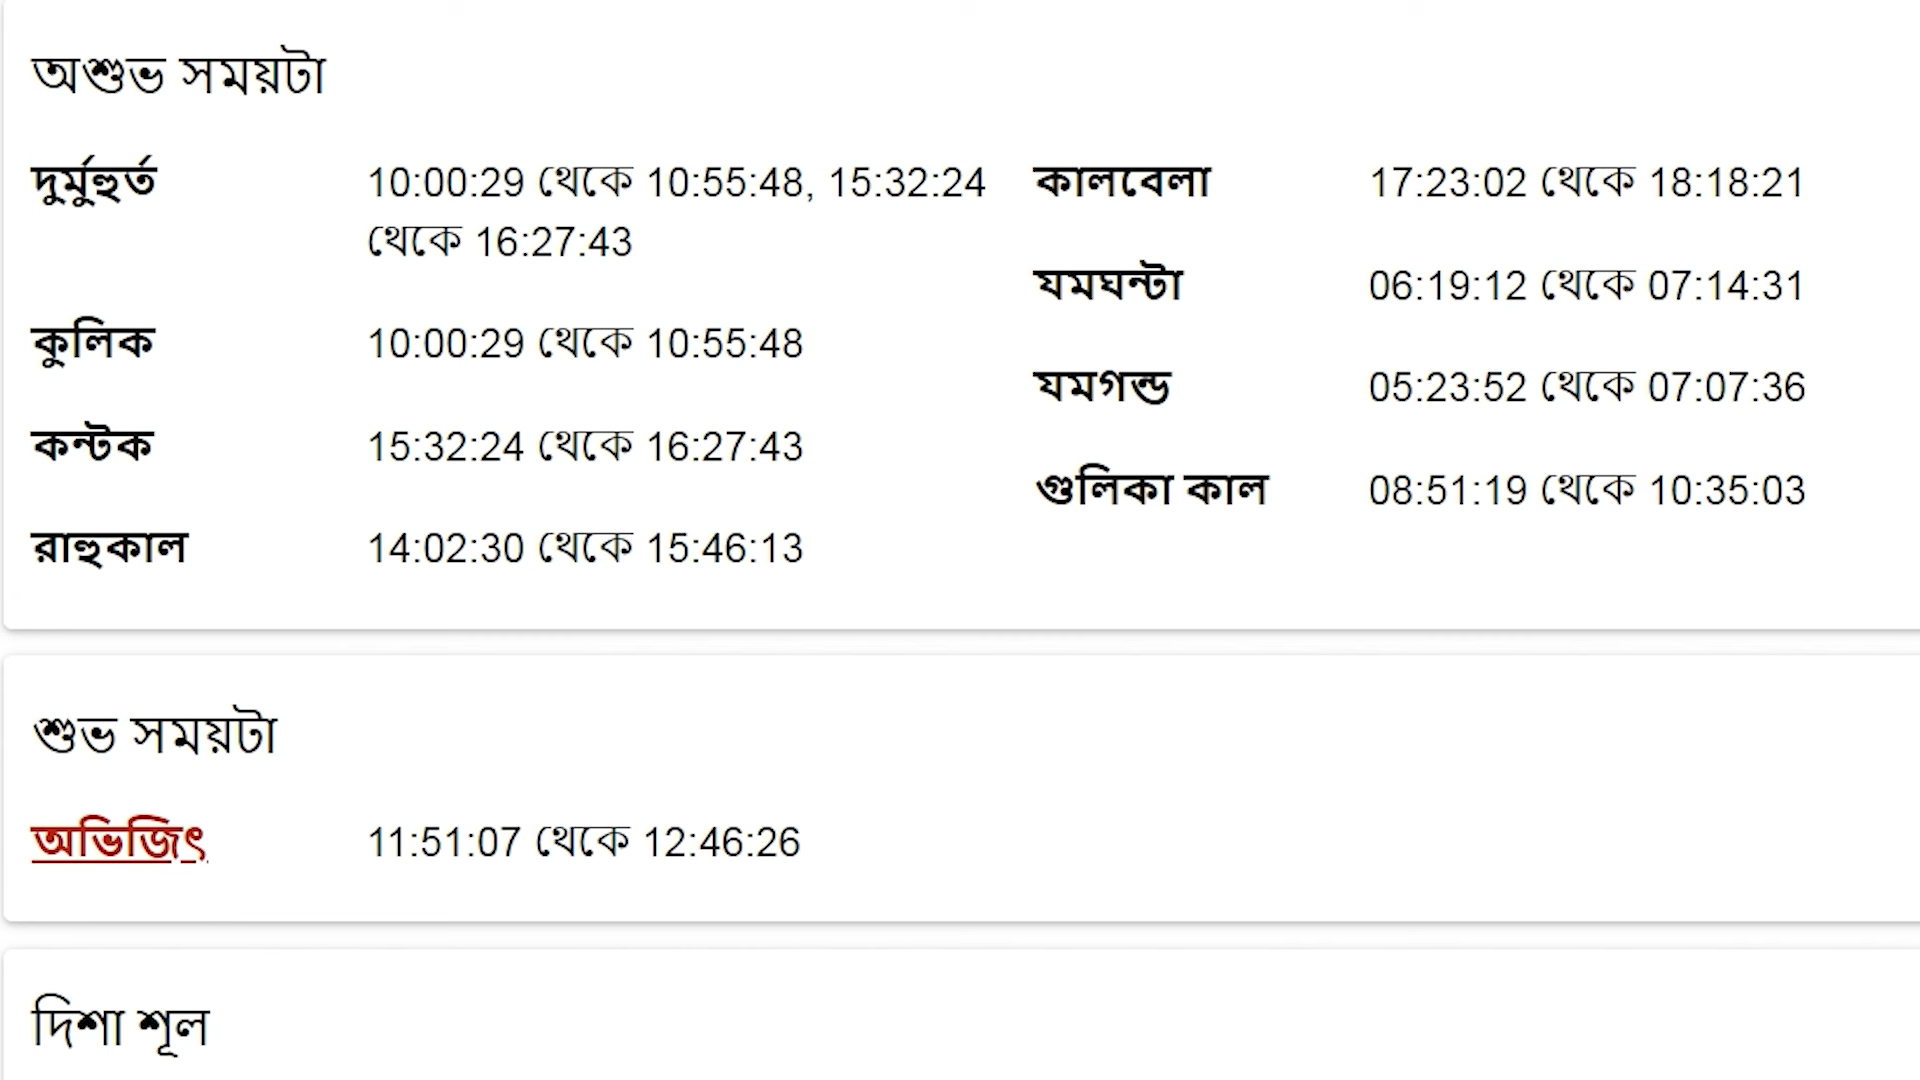 অশুভ সময়টা
দুর্মুহুর্ত 10:00:29 থেকে 10:55:48, 15:32:24
থেকে 16:27:43
কুলিক 10:00:29 থেকে 10:55:48
কন্টক 15:32:24 থেকে 16:27:43
রাহুকাল 14:02:30 থেকে 15:46:13
কালবেলা 17:23:02 থেকে 18:18:21
যমঘন্টা 06:19:12 থেকে 07:14:31
যমগন্ড 05:23:52 থেকে 07:07:36
গুলিকা কাল 08:51:19 থেকে 10:35:03
শুভ সময়টা
অভিজিৎ 11:51:07 থেকে 12:46:26
দিশা শূল